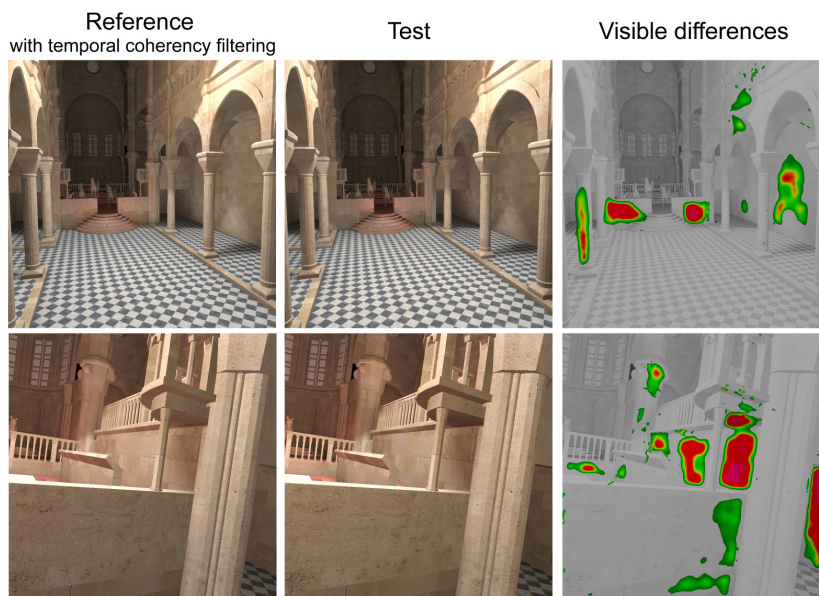 Reference
with temporal coherency filtering
Test
Visible differences